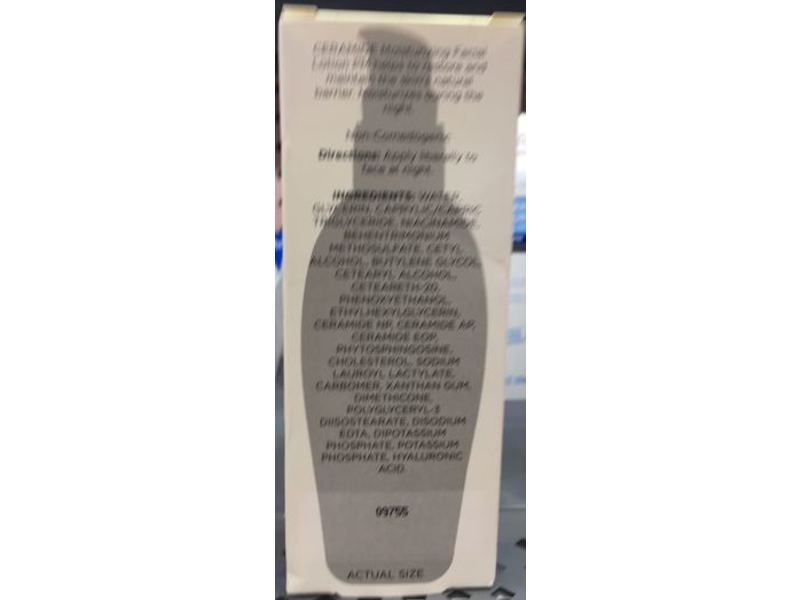 CERAMIDE Moisturizing Facial
Lotion PM helps to restore and
maintain the skin's natural
barrier. Moisturizes during the
night.
Non-Comedogenic
Directions: Apply liberally to
face at night.
INGREDIENTS: WATER,
GLYCERIN, CAPRYLIC/CAPRIC
TRIGLYCERIDE, NIACINAMIDE,
BEHENTRIMONIUM
METHOSULFATE, CETYL
ALCOHOL, BUTYLENE GLYCOL,
CETEARYL ALCOHOL,
CETEARETH-20,
PHENOXYETHANOL,
ETHYLHEXYLGLYCERIN,
CERAMIDE NP, CERAMIDE AP,
CERAMIDE EOP,
PHYTOSPHINGOSINE,
CHOLESTEROL, SODIUM
LAUROYL LACTYLATE,
CARBOMER, XANTHAN GUM,
DIMETHICONE,
POLYGLYCERYL-3
DIISOSTEARATE, DISODIUM
EDTA, DIPOTASSIUM
PHOSPHATE, POTASSIUM
PHOSPHATE, HYALURONIC
ACID.
09755
ACTUAL SIZE